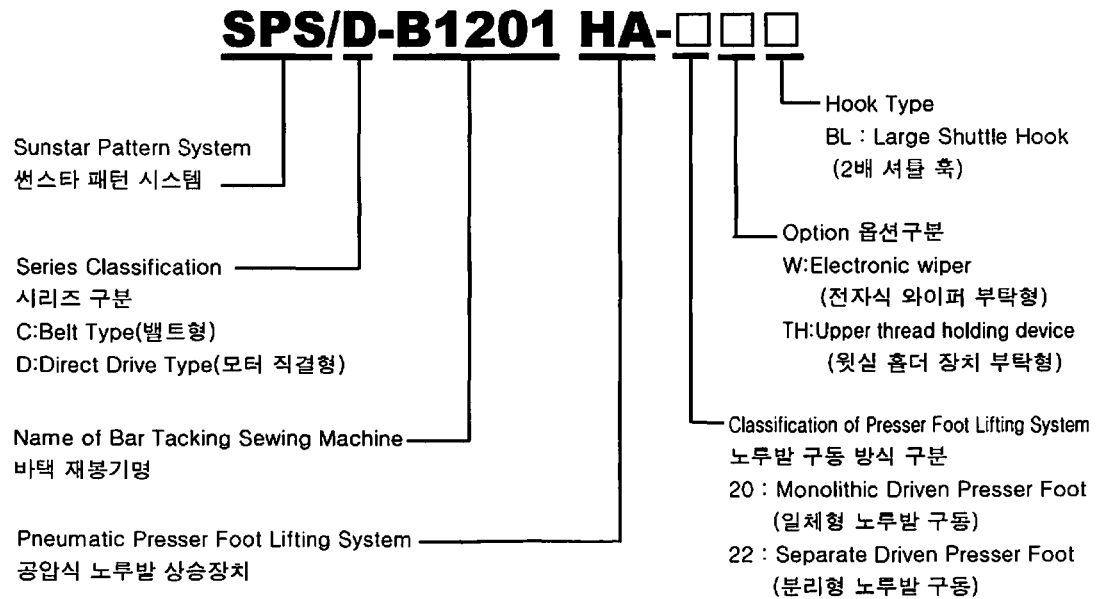 SPS/D-B1201 HA-□□□
Sunstar Pattern System
썬스타 패턴 시스템
Series Classification
시리즈 구분
C:Belt Type(벨트형)
D:Direct Drive Type(모터 직결형)
Name of Bar Tacking Sewing Machine
바택 재봉기명
Pneumatic Presser Foot Lifting System
공압식 노루발 상승장치
Hook Type
BL : Large Shuttle Hook
(2배 셔틀 훅)
Option 옵션구분
W:Electronic wiper
(전자식 와이퍼 부탁형)
TH:Upper thread holding device
(윗실 홀더 장치 부탁형)
Classification of Presser Foot Lifting System
노루발 구동 방식 구분
20 : Monolithic Driven Presser Foot
(일체형 노루발 구동)
22 : Separate Driven Presser Foot
(분리형 노루발 구동)